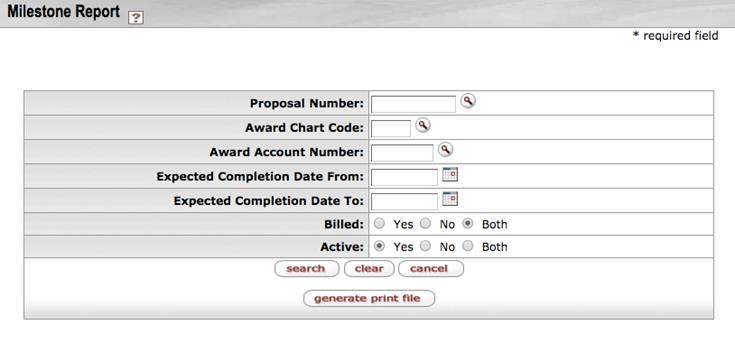 Milestone Report ?
* required field
Proposal Number:
Award Chart Code:
Award Account Number:
Expected Completion Date From:
Expected Completion Date To:
Billed: Yes No Both
Active: Yes No Both
search clear cancel
generate print file